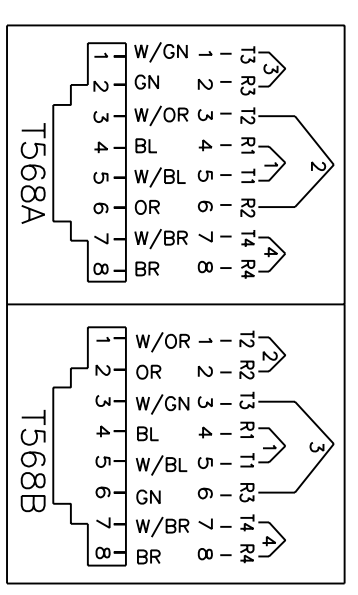 T568A
1 W/GN 1 - T3
2 GN 2 - R3
3 W/OR 3 - T2
4 BL 4 - R1
5 W/BL 5 - T1
6 OR 6 - R2
7 W/BR 7 - T4
8 BR 8 - R4
3
1
2
4
T568B
1 W/OR 1 - T2
2 OR 2 - R2
3 W/GN 3 - T3
4 BL 4 - R1
5 W/BL 5 - T1
6 GN 6 - R3
7 W/BR 7 - T4
8 BR 8 - R4
2
1
3
4